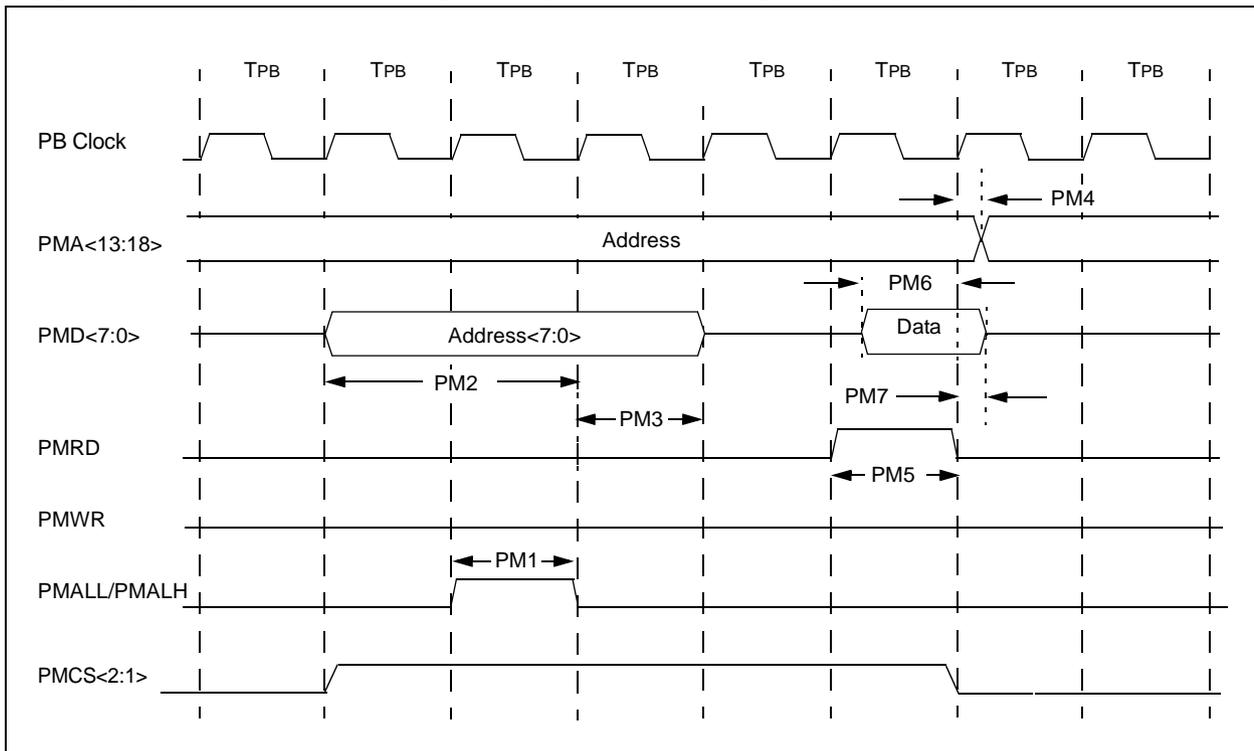 TPB TPB TPB TPB TPB TPB TPB TPB
PB Clock
PM4
PMA<13:18>
Address
PM6
PMD<7:0>
Address<7:0>
Data
PM2
PM7
PM3
PMRD
PM5
PMWR
PM1
PMALL/PMALH
PMCS<2:1>